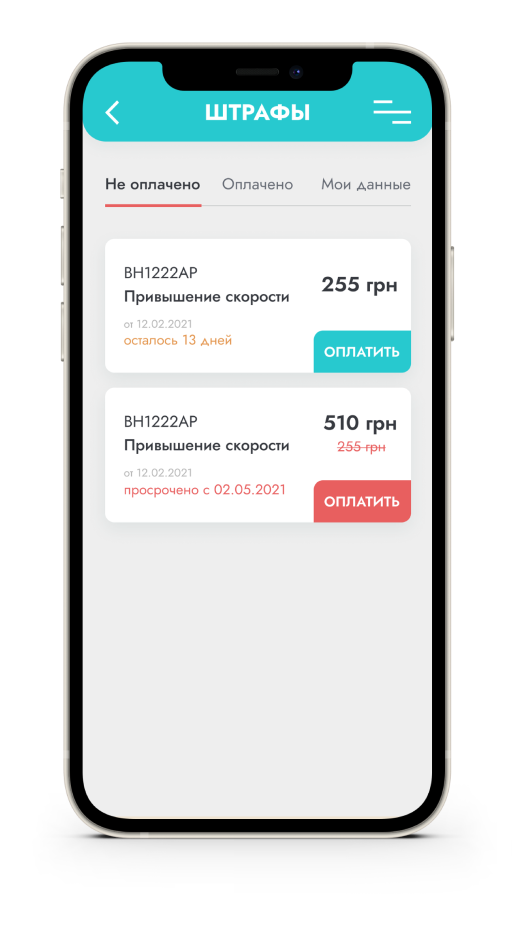 ШТРАФЫ
Не оплачено Оплачено Мои данные
BH1222AP
Привышение скорости
255 грн
от 12.02.2021
осталось 13 дней
ОПЛАТИТЬ
BH1222AP
510 грн
Привышение скорости
255 грн
от 12.02.2021
просрочено с 02.05.2021
ОПЛАТИТЬ